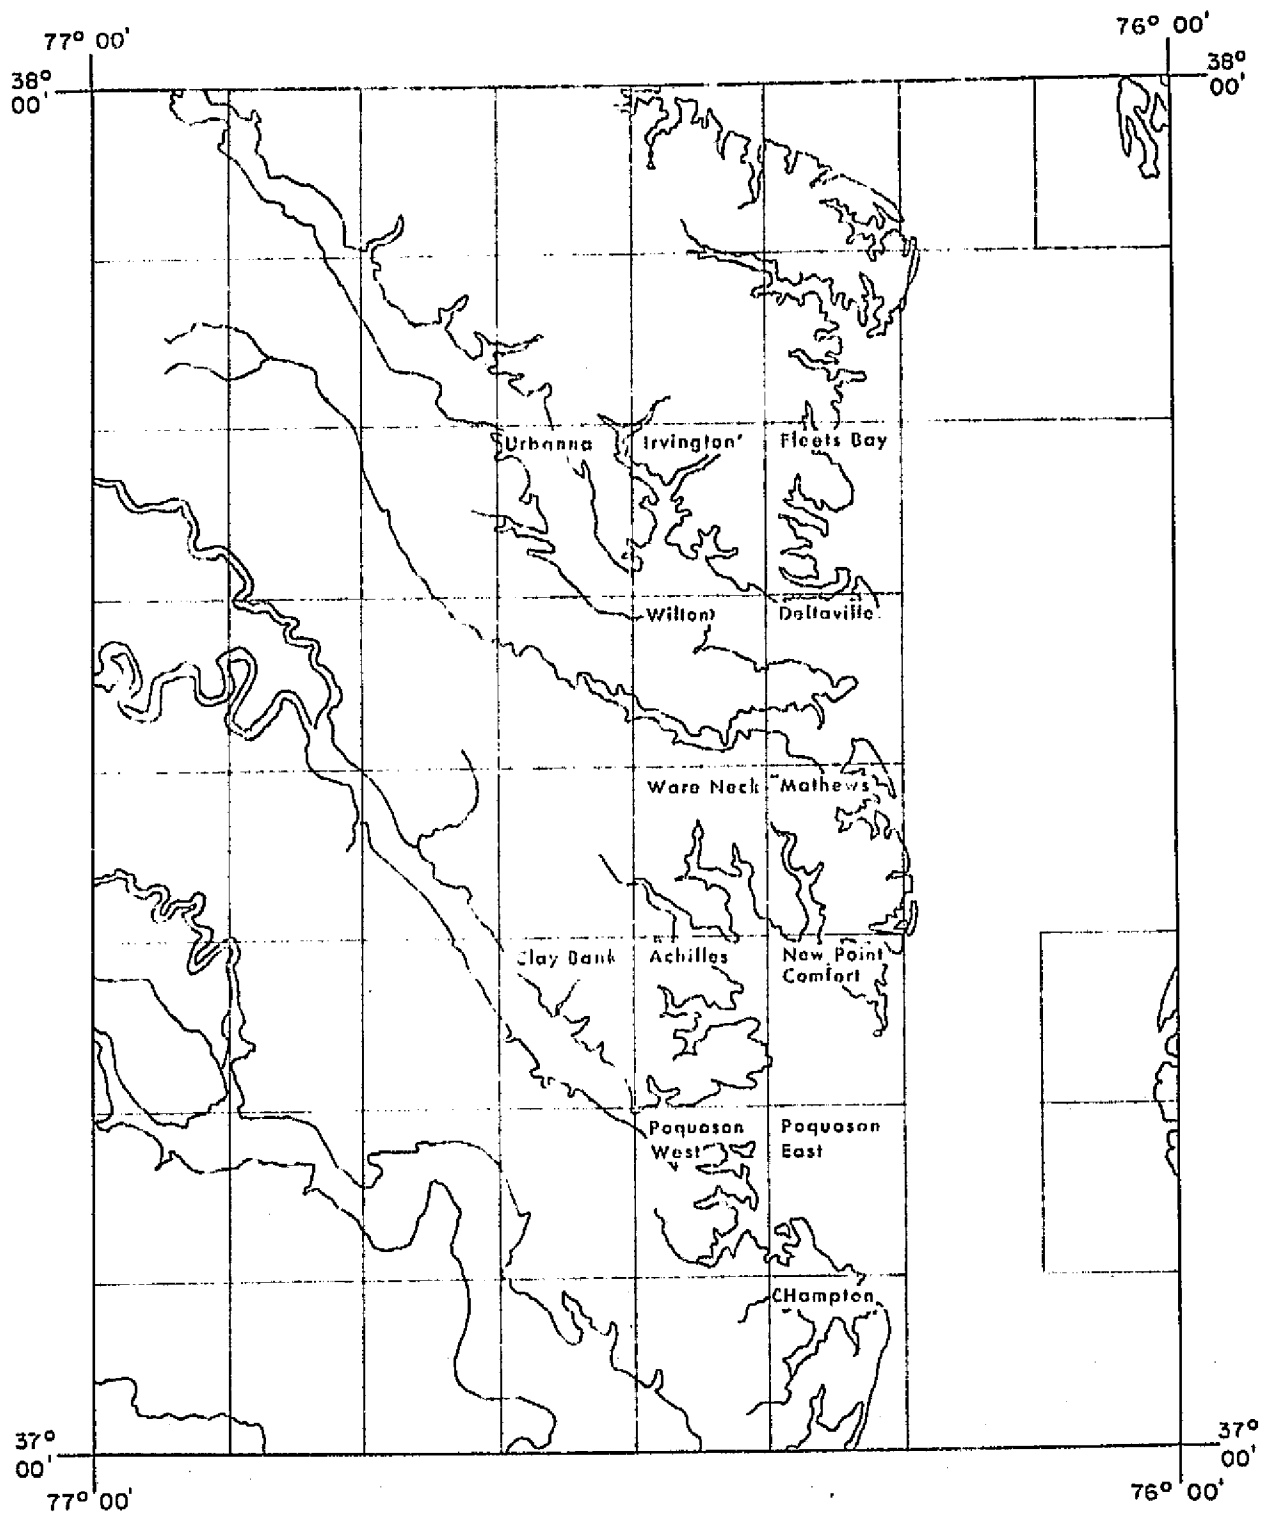 77° 00'
76° 00'
38°
00'
38°
00'
Urbanna
Irvington
Fleets Bay
Wilton
Deltaville
Ware Neck
Mathews
Clay Bank
Achilles
New Point
Comfort
Poquoson
West
Poquoson
East
CHampton
37°
00'
37°
00'
77° 00'
76° 00'